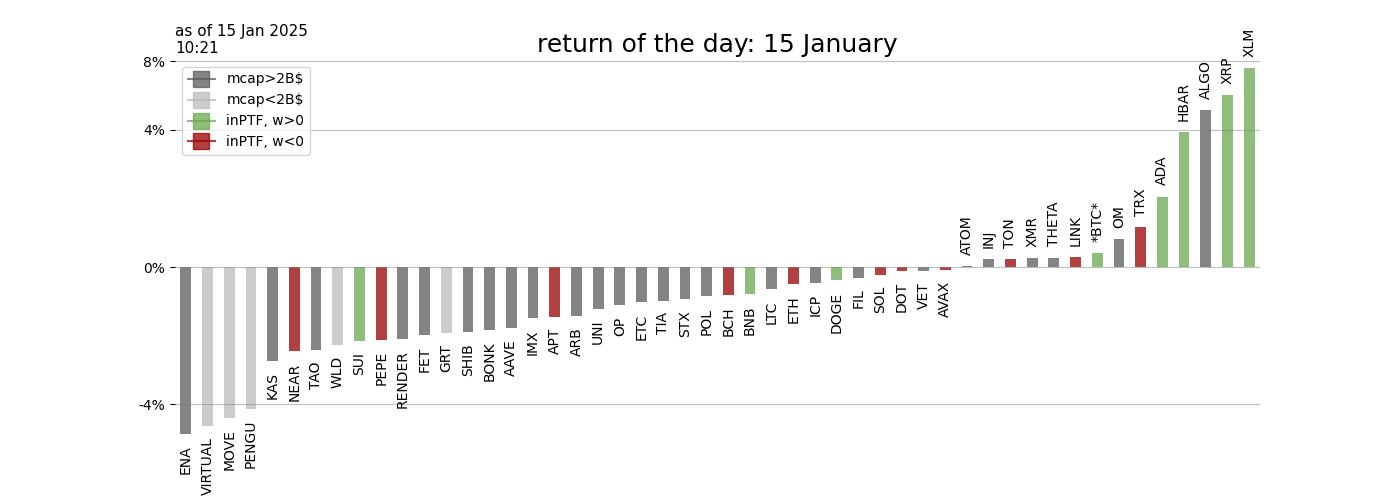 as of 15 Jan 2025
10:21
return of the day: 15 January
mcap>2B$
mcap<2B$
inPTF, w>0
inPTF, w<0
8%
4%
0%
-4%
ENA
VIRTUAL
MOVE
PENGU
KAS
NEAR
TAO
WLD
SUI
PEPE
RENDER
FET
GRT
SHIB
BONK
AAVE
IMX
APT
ARB
UNI
OP
ETC
TIA
STX
POL
BCH
BNB
LTC
ETH
ICP
DOGE
FIL
SOL
DOT
VET
AVAX
ATOM
INJ
TON
XMR
THETA
LINK
*BTC*
OM
TRX
ADA
HBAR
ALGO
XRP
XLM